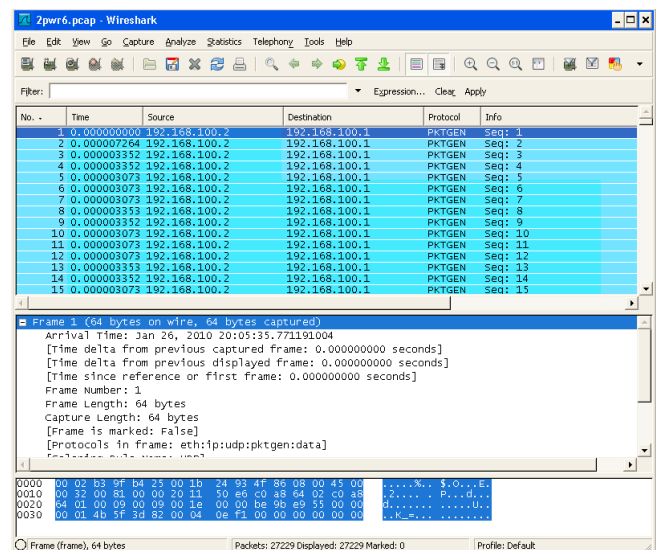 2pwr6.pcap - Wireshark
File Edit View Go Capture Analyze Statistics Telephony Tools Help
Filter: Expression... Clear Apply
No. - Time Source Destination Protocol Info
1 0.000000000 192.168.100.2 192.168.100.1 PKTGEN Seq: 1
2 0.000007264 192.168.100.2 192.168.100.1 PKTGEN Seq: 2
3 0.000003352 192.168.100.2 192.168.100.1 PKTGEN Seq: 3
4 0.000003352 192.168.100.2 192.168.100.1 PKTGEN Seq: 4
5 0.000003073 192.168.100.2 192.168.100.1 PKTGEN Seq: 5
6 0.000003073 192.168.100.2 192.168.100.1 PKTGEN Seq: 6
7 0.000003073 192.168.100.2 192.168.100.1 PKTGEN Seq: 7
8 0.000003353 192.168.100.2 192.168.100.1 PKTGEN Seq: 8
9 0.000003352 192.168.100.2 192.168.100.1 PKTGEN Seq: 9
10 0.000003073 192.168.100.2 192.168.100.1 PKTGEN Seq: 10
11 0.000003073 192.168.100.2 192.168.100.1 PKTGEN Seq: 11
12 0.000003073 192.168.100.2 192.168.100.1 PKTGEN Seq: 12
13 0.000003353 192.168.100.2 192.168.100.1 PKTGEN Seq: 13
14 0.000003352 192.168.100.2 192.168.100.1 PKTGEN Seq: 14
15 0.000003073 192.168.100.2 192.168.100.1 PKTGEN Seq: 15
Frame 1 (64 bytes on wire, 64 bytes captured)
Arrival Time: Jan 26, 2010 20:05:35.771191004
[Time delta from previous captured frame: 0.000000000 seconds]
[Time delta from previous displayed frame: 0.000000000 seconds]
[Time since reference or first frame: 0.000000000 seconds]
Frame Number: 1
Frame Length: 64 bytes
Capture Length: 64 bytes
[Frame is marked: False]
[Protocols in frame: eth:ip:udp:pktgen:data]
0000 00 02 b3 9f b4 25 00 1b 24 93 4f 86 08 00 45 00 .....%.. $.O...E.
0010 00 32 00 81 00 00 20 11 50 e6 c0 a8 64 02 c0 a8 .2.... . P...d...
0020 64 01 00 09 00 09 00 1e 00 00 be 9b e9 55 00 00 d....... .....U..
0030 00 01 4b 5f 3d 82 00 04 0e f1 00 00 00 00 00 00 ..K_=... ........
Frame (frame), 64 bytes Packets: 27229 Displayed: 27229 Marked: 0 Profile: Default